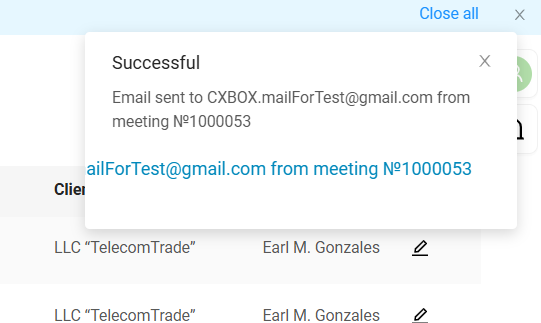 Close all
Successful
Email sent to CXBOX.mailForTest@gmail.com from
meeting №1000053
ailForTest@gmail.com from meeting №1000053
Clien
LLC “TelecomTrade” Earl M. Gonzales
LLC “TelecomTrade” Earl M. Gonzales